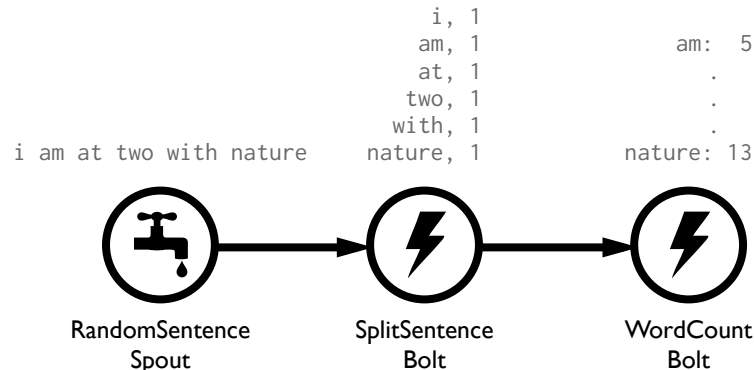 i, 1
am, 1
at, 1
two, 1
with, 1
nature, 1
am: 5
.
.
.
nature: 13
i am at two with nature
RandomSentence
Spout
SplitSentence
Bolt
WordCount
Bolt